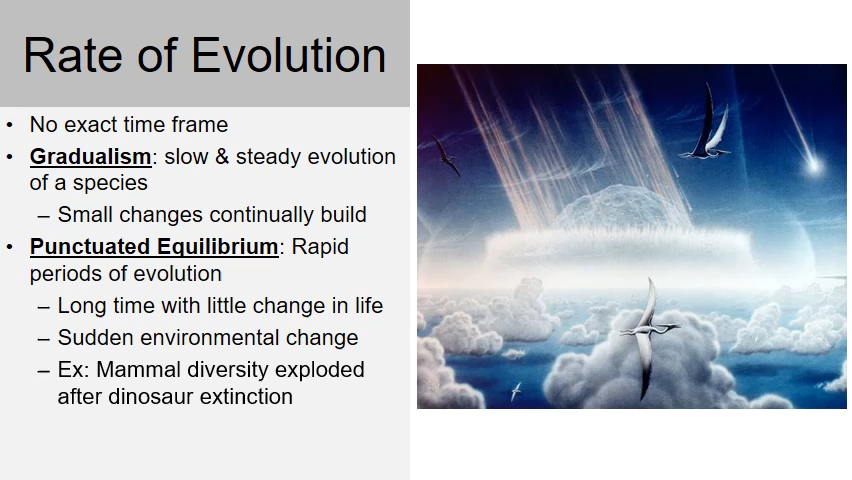 Rate of Evolution
• No exact time frame
• Gradualism: slow & steady evolution
of a species
– Small changes continually build
• Punctuated Equilibrium: Rapid
periods of evolution
– Long time with little change in life
– Sudden environmental change
– Ex: Mammal diversity exploded
after dinosaur extinction